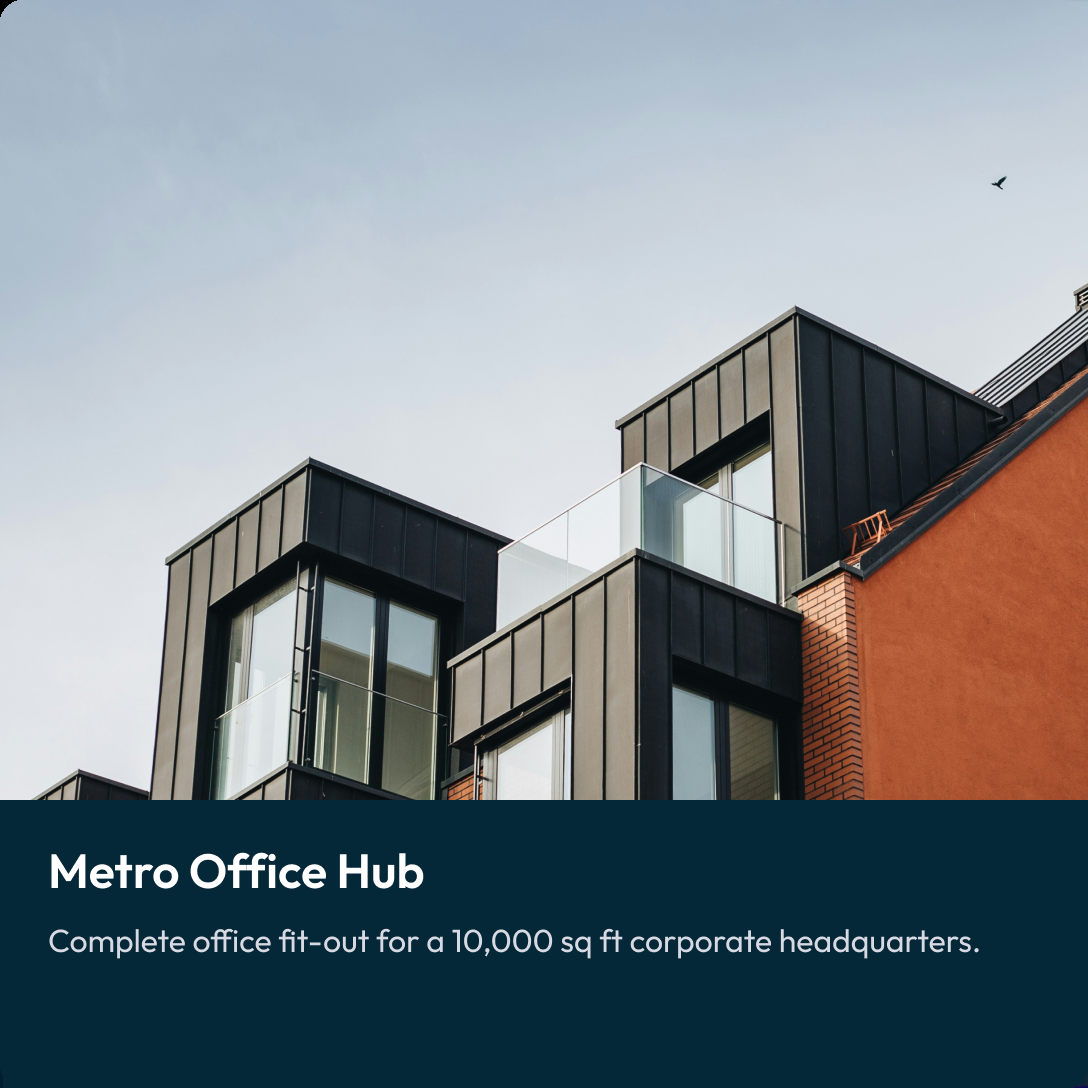 Metro Office Hub
Complete office fit-out for a 10,000 sq ft corporate headquarters.